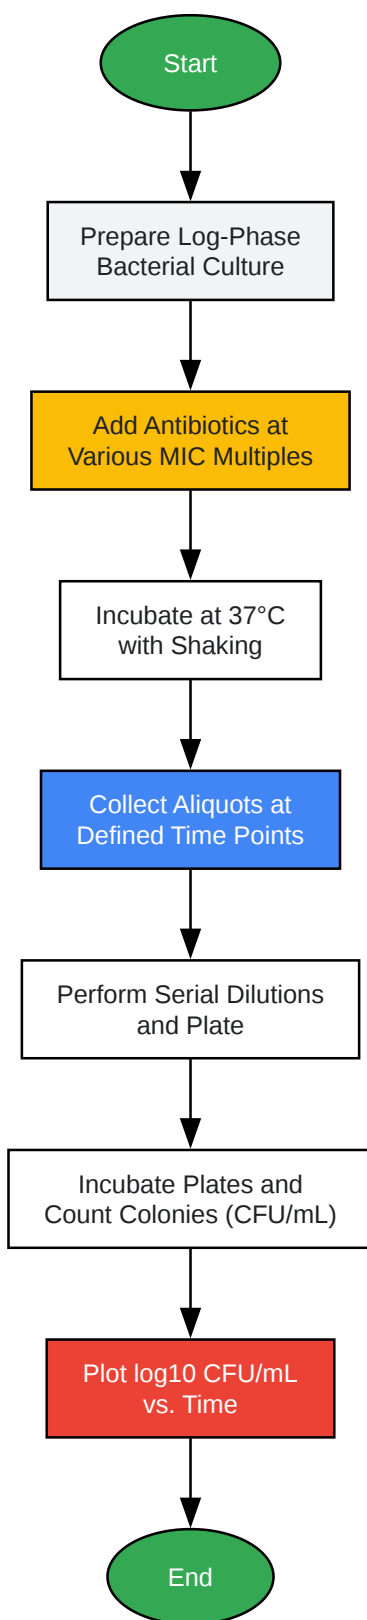 Start
Prepare Log-Phase
Bacterial Culture
Add Antibiotics at
Various MIC Multiples
Incubate at 37°C
with Shaking
Collect Aliquots at
Defined Time Points
Perform Serial Dilutions
and Plate
Incubate Plates and
Count Colonies (CFU/mL)
Plot log10 CFU/mL
vs. Time
End